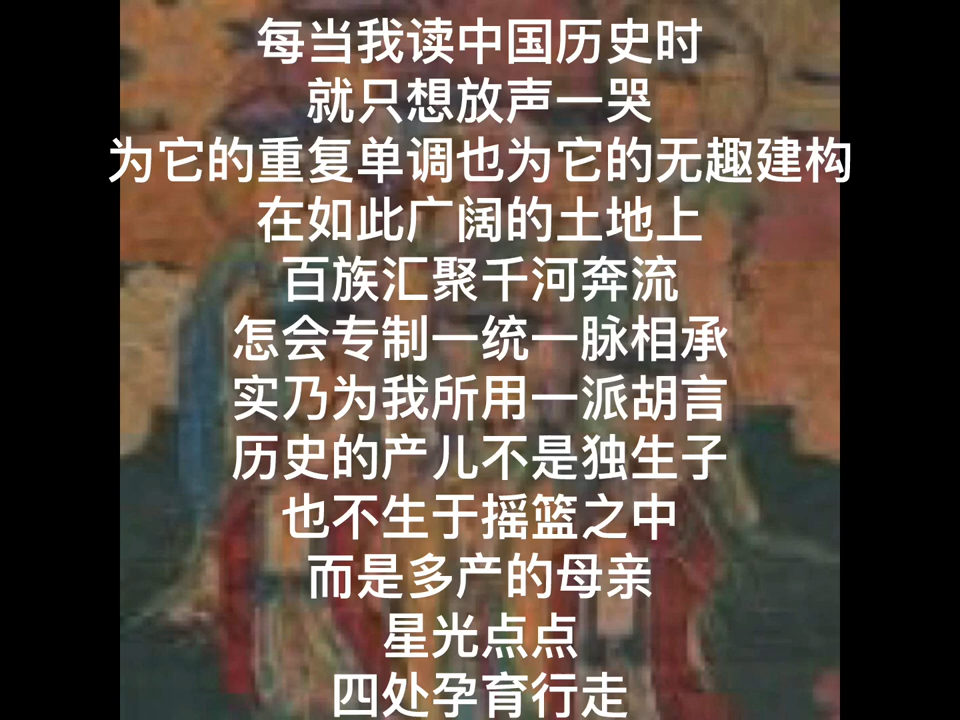 每当我读中国历史时
就只想放声一哭
为它的重复单调也为它的无趣建构
在如此广阔的土地上
百族汇聚千河奔流
怎会专制一统一脉相承
实乃为我所用一派胡言
历史的产儿不是独生子
也不生于摇篮之中
而是多产的母亲
星光点点
四处孕育行走